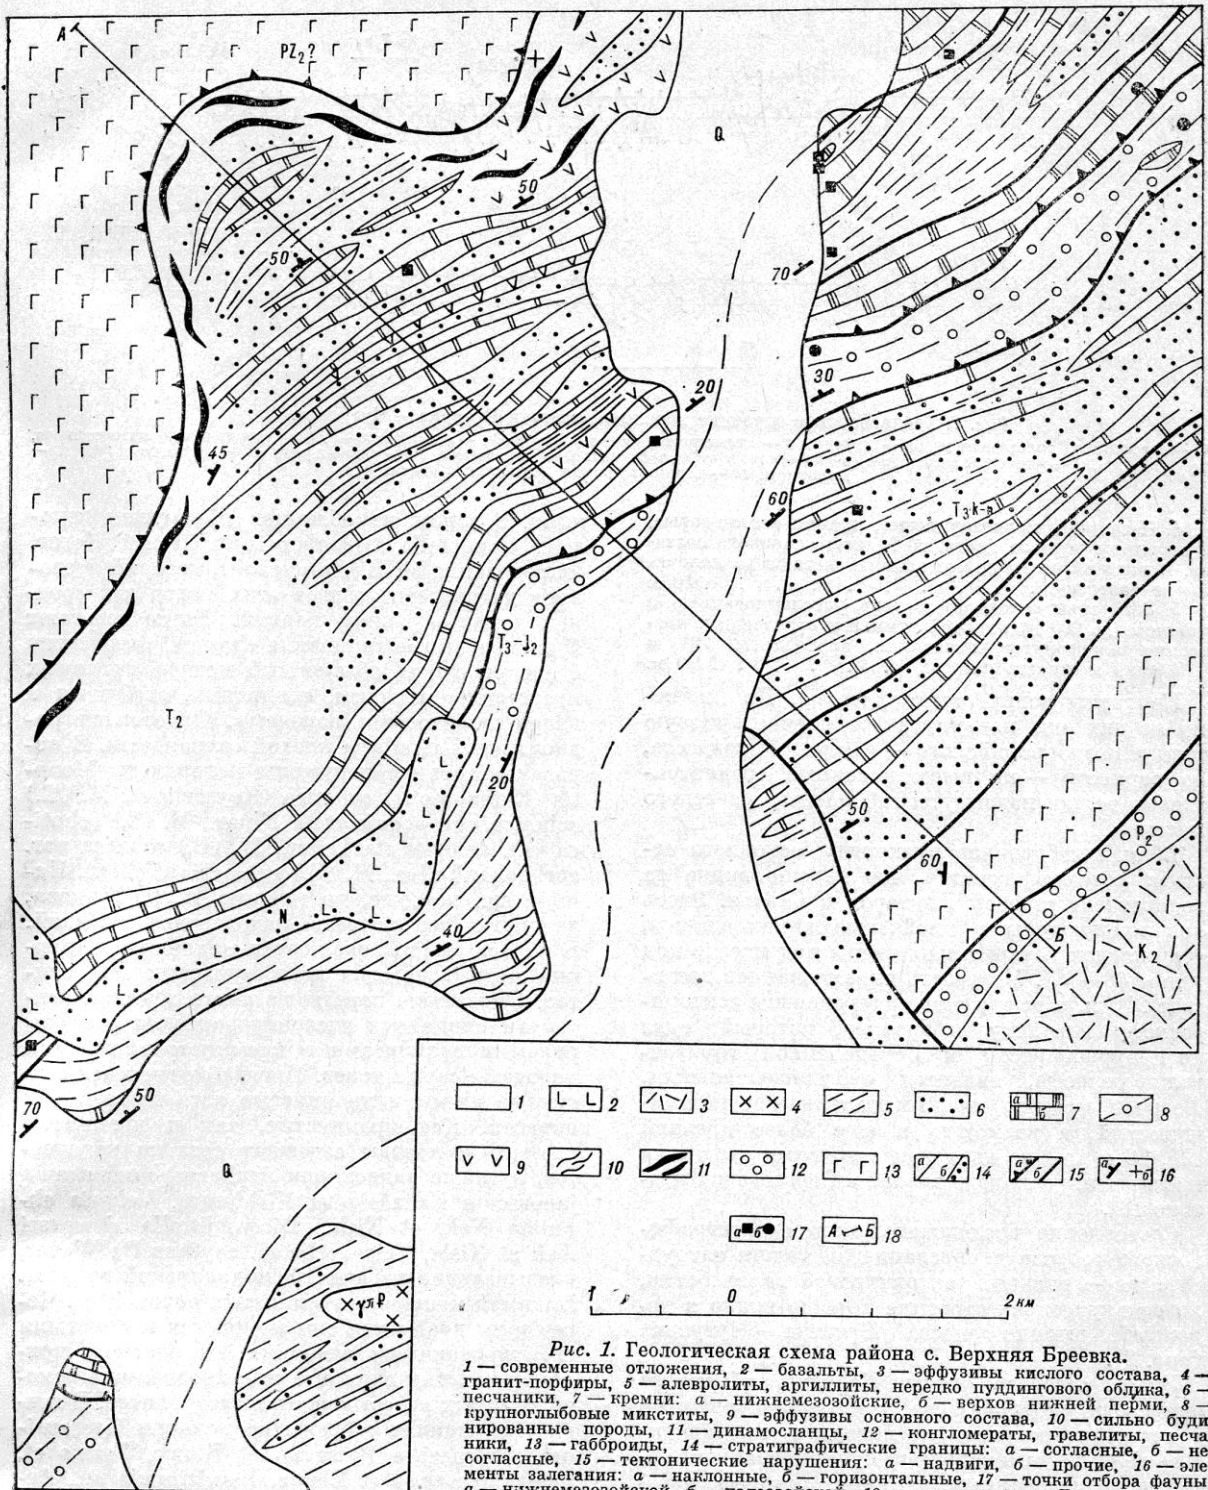 А
PZ₂?
Q
50
50
70
20
30
45
60
T₃k-n
T₃-J₂
T₂
20
50
60
P₂
N
Б
K₂
40
70
50
Q
γπP
1
2
3
4
5
6
а
б
7
8
9
10
11
12
13
а
б
14
а
б
15
а
б
16
а
б
17
А
Б
18
1
0
2 км
Рис. 1. Геологическая схема района с. Верхняя Бреевка.
1 — современные отложения, 2 — базальты, 3 — эффузивы кислого состава, 4 —
гранит-порфиры, 5 — алевролиты, аргиллиты, нередко пуддингового облика, 6 —
песчаники, 7 — кремни: а — нижнемезозойские, б — верхов нижней перми, 8 —
крупноглыбовые микститы, 9 — эффузивы основного состава, 10 — сильно буди
нированные породы, 11 — динамосланцы, 12 — конгломераты, гравелиты, песча
ники, 13 — габброиды, 14 — стратиграфические границы: а — согласные, б — не
согласные, 15 — тектонические нарушения: а — надвиги, б — прочие, 16 — эле
менты залегания: а — наклонные, б — горизонтальные, 17 — точки отбора фауны